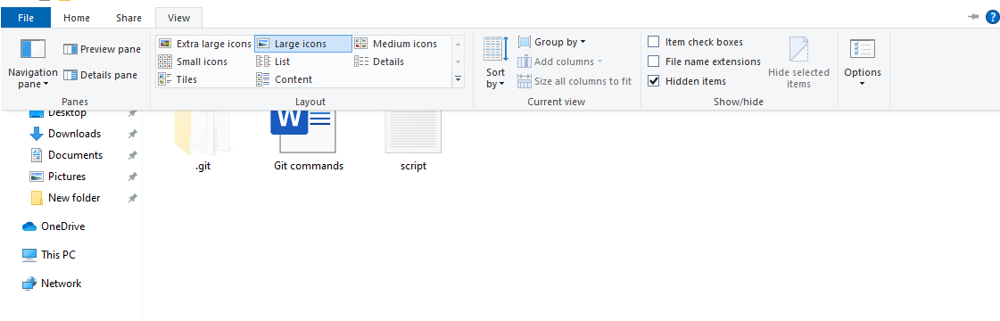 File Home Share View
Extra large icons Large icons Medium icons
Preview pane
Group by
Item check boxes
Small icons List Details
Navigation pane
Add columns
File name extensions
Details pane
Sort by
Hide selected items
Options
Tiles Content
Size all columns to fit
Hidden items
Panes Layout Current view Show/hide
Desktop
Downloads
Documents
Pictures
New folder
OneDrive
This PC
Network
W
.git Git commands script